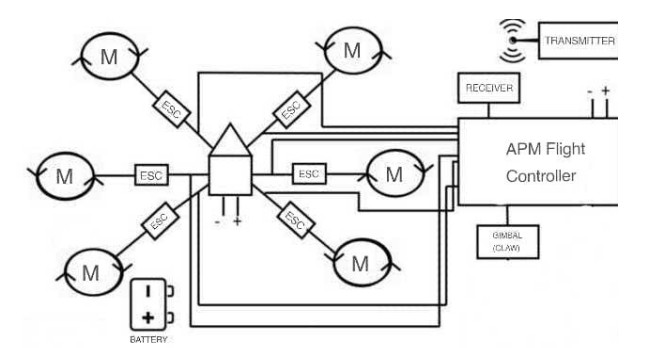 M
M
TRANSMITTER
ESC
ESC
RECEIVER
- +
APM Flight
Controller
M
ESC
ESC
M
ESC
- +
ESC
GIMBAL
(CLAW)
M
M
BATTERY